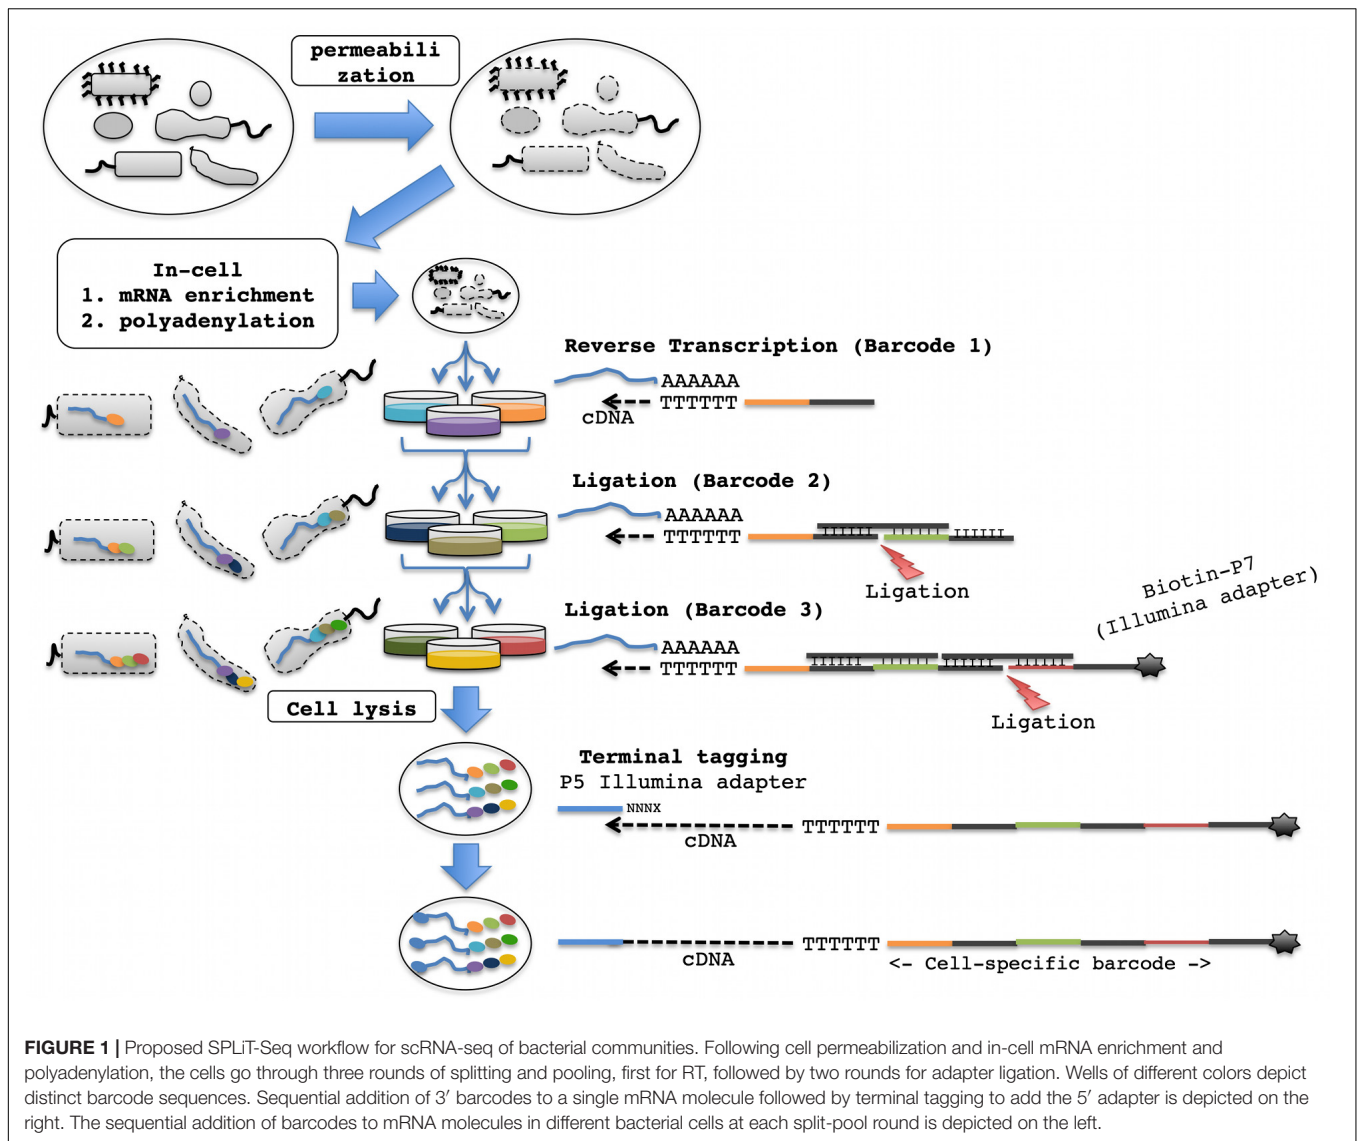 permeabili
zation
In-cell
1. mRNA enrichment
2. polyadenylation
Reverse Transcription (Barcode 1)
AAAAAA
TTTTTT
cDNA
Ligation (Barcode 2)
AAAAAA
TTTTTT
Ligation
Biotin-P7
(Illumina adapter)
Ligation (Barcode 3)
AAAAAA
TTTTTT
Ligation
Cell lysis
Terminal tagging
P5 Illumina adapter
NNNX
TTTTTT
cDNA
TTTTTT
cDNA
<- Cell-specific barcode ->
FIGURE 1 | Proposed SPLiT-Seq workflow for scRNA-seq of bacterial communities. Following cell permeabilization and in-cell mRNA enrichment and
polyadenylation, the cells go through three rounds of splitting and pooling, first for RT, followed by two rounds for adapter ligation. Wells of different colors depict
distinct barcode sequences. Sequential addition of 3′ barcodes to a single mRNA molecule followed by terminal tagging to add the 5′ adapter is depicted on the
right. The sequential addition of barcodes to mRNA molecules in different bacterial cells at each split-pool round is depicted on the left.